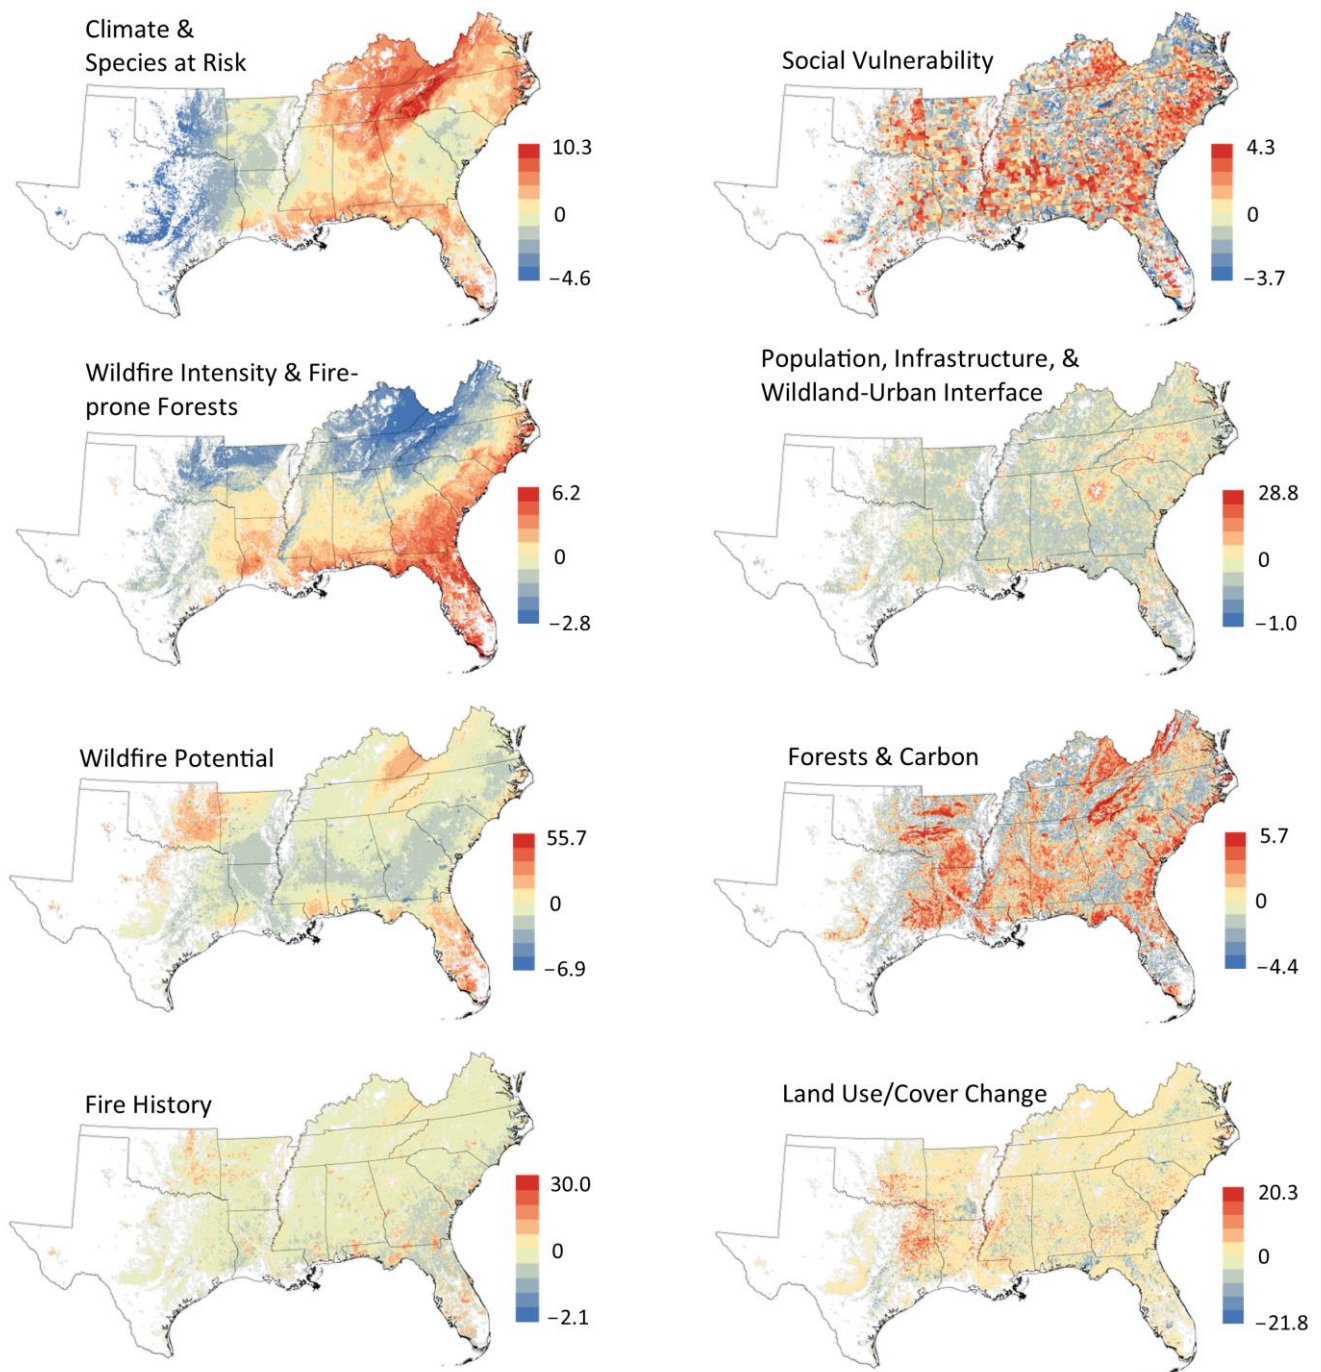 Climate &
Species at Risk
10.3
0
−4.6
Social Vulnerability
4.3
0
−3.7
Wildfire Intensity & Fire-
prone Forests
6.2
0
−2.8
Population, Infrastructure, &
Wildland-Urban Interface
28.8
0
−1.0
Wildfire Potential
55.7
0
−6.9
Forests & Carbon
5.7
0
−4.4
Fire History
30.0
0
−2.1
Land Use/Cover Change
20.3
0
−21.8